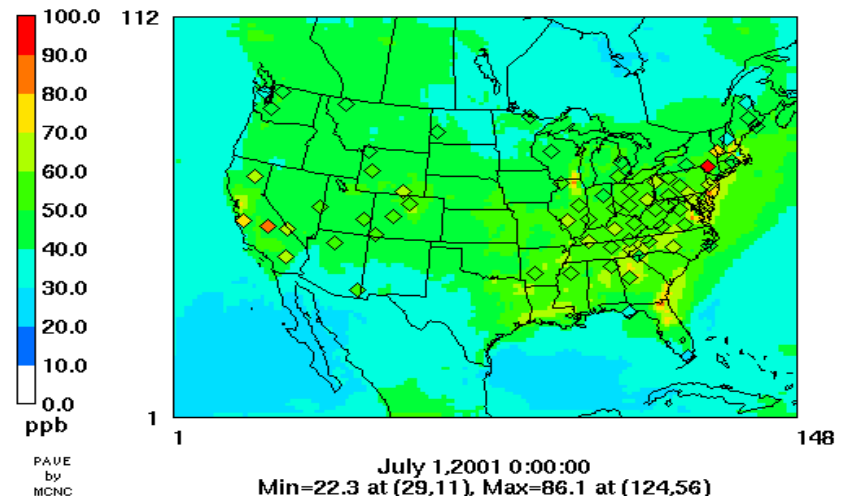 100.0
90.0
80.0
70.0
60.0
50.0
40.0
30.0
20.0
10.0
0.0
ppb
PAVE
by
MCNC
112
1
1
148
July 1,2001 0:00:00
Min=22.3 at (29,11), Max=86.1 at (124,56)